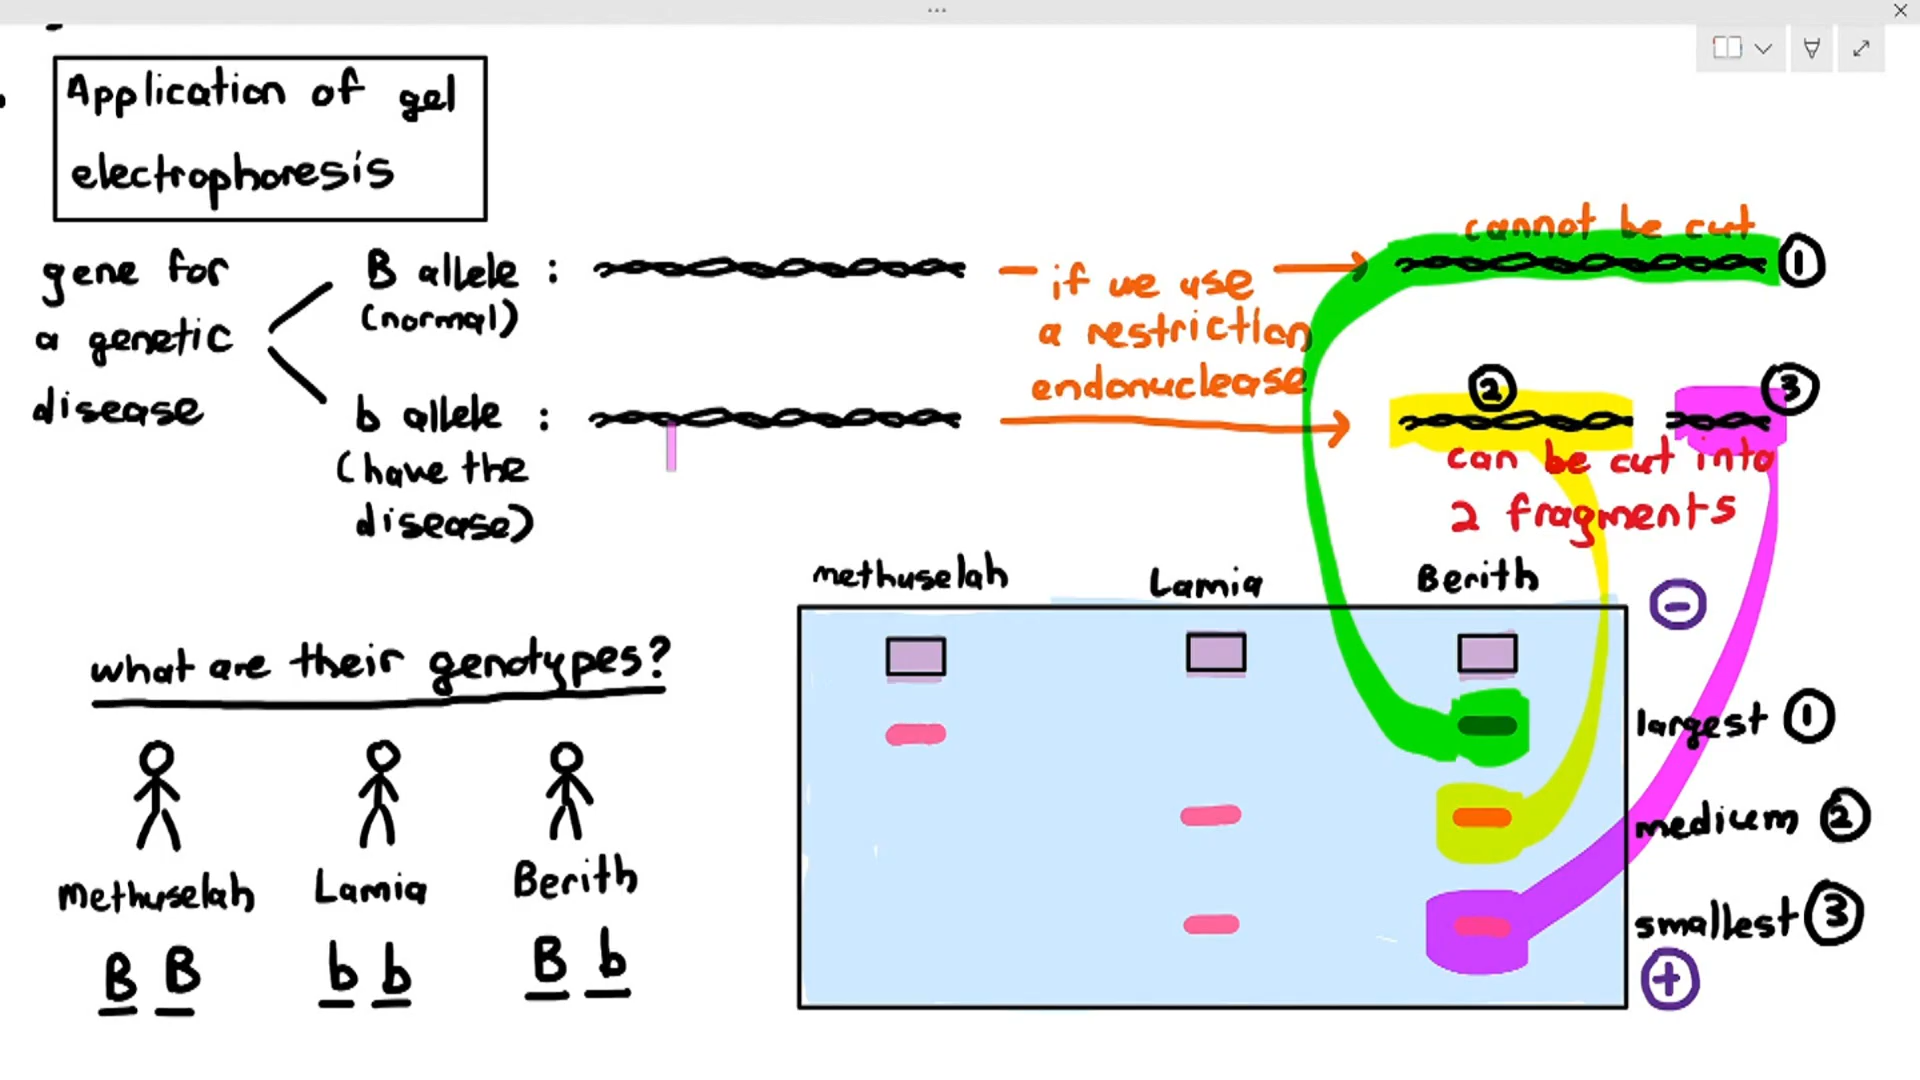 Application of gel
electrophoresis
gene for
a genetic
disease
B allele :
(normal)
b allele :
(have the
disease)
if we use
a restriction
endonuclease
cannot be cut
1
2
3
can be cut into
2 fragments
what are their genotypes?
Methuselah
Lamia
Berith
B B
b b
B b
methuselah
Lamia
Berith
-
largest 1
medium 2
smallest 3
+